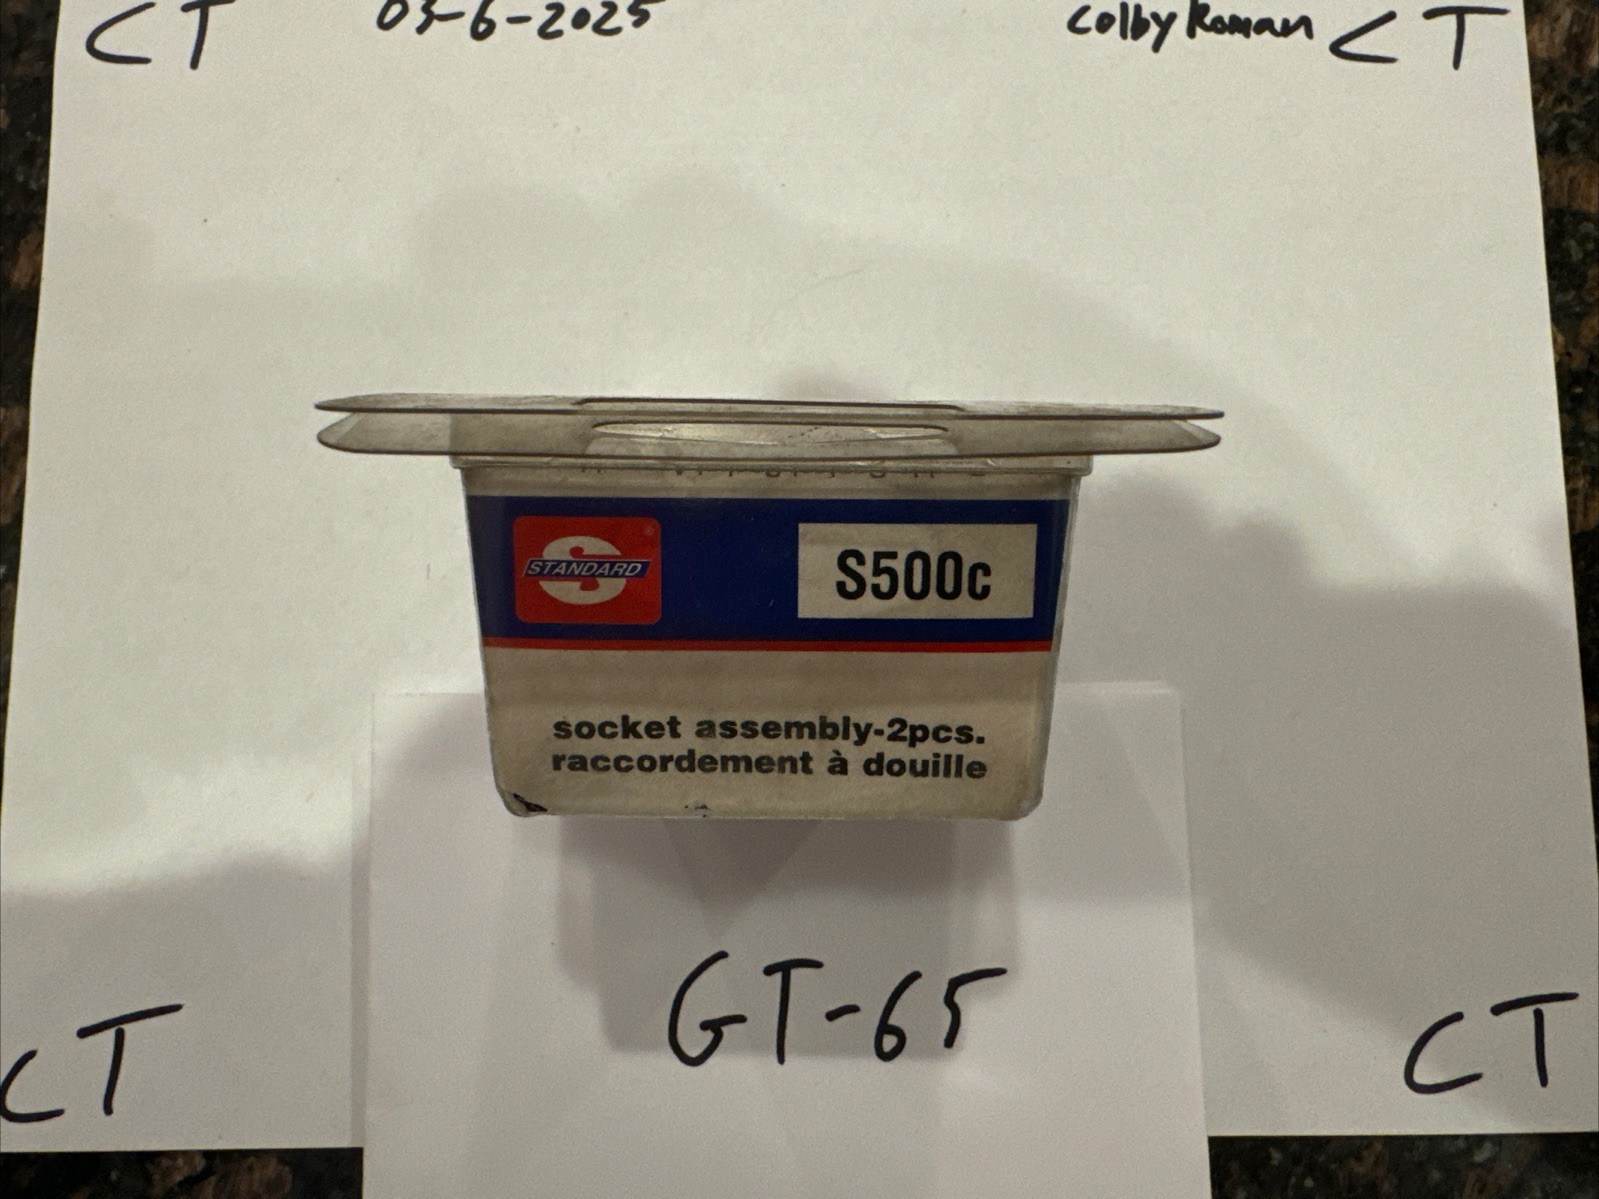 CT 03-6-2025 Colby Roman CT
STANDARD
S500c
socket assembly-2pcs.
raccordement à douille
GT-65
CT CT